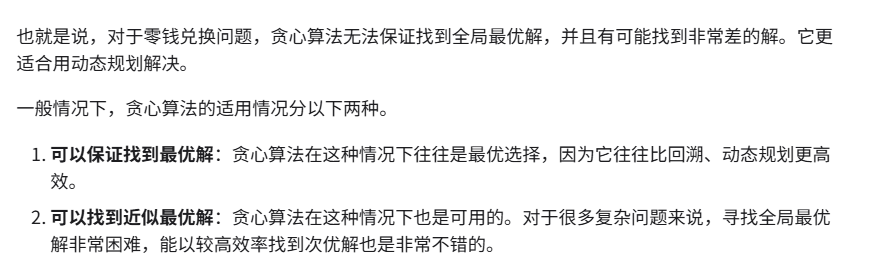 也就是说，对于零钱兑换问题，贪心算法无法保证找到全局最优解，并且有可能找到非常差的解。它更
适合用动态规划解决。
一般情况下，贪心算法的适用情况分以下两种。
1. 可以保证找到最优解：贪心算法在这种情况下往往是最优选择，因为它往往比回溯、动态规划更高
效。
2. 可以找到近似最优解：贪心算法在这种情况下也是可用的。对于很多复杂问题来说，寻找全局最优
解非常困难，能以较高效率找到次优解也是非常不错的。